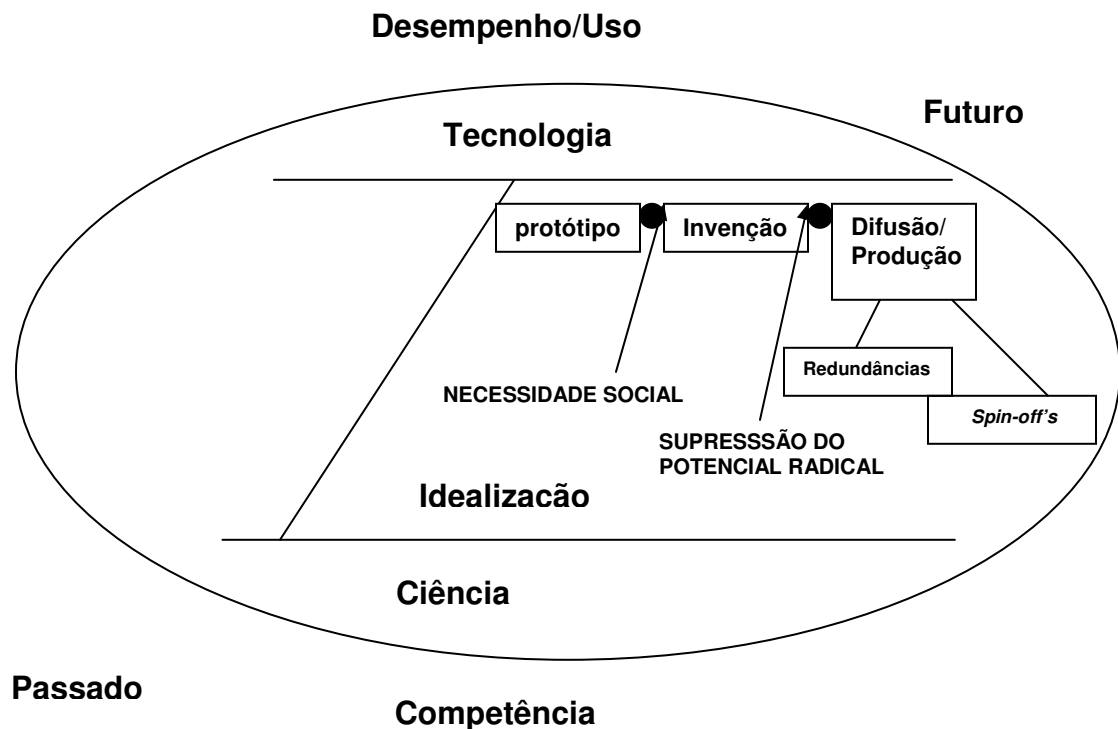 Desempenho/Uso
Futuro
Tecnologia
protótipo
Invenção
Difusão/
Produção
Redundâncias
NECESSIDADE SOCIAL
Spin-off's
SUPRESSSÃO DO
POTENCIAL RADICAL
Idealização
Ciência
Passado
Competência